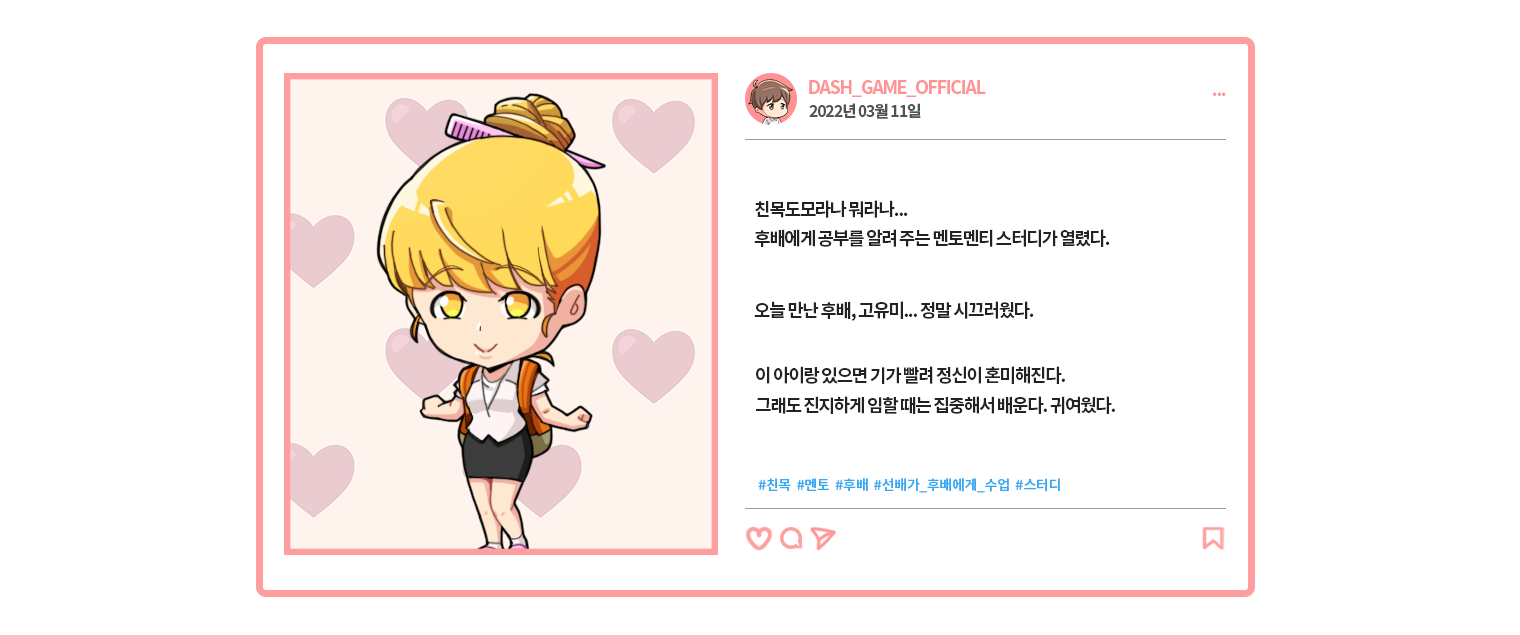 DASH_GAME_OFFICIAL
2022년 03월 11일
친목도모라나 뭐라나...
후배에게 공부를 알려 주는 멘토멘티 스터디가 열렸다.
오늘 만난 후배, 고유미... 정말 시끄러웠다.
이 아이랑 있으면 기가 빨려 정신이 혼미해진다.
그래도 진지하게 임할 때는 집중해서 배운다. 귀여웠다.
#친목 #멘토 #후배 #선배가_후배에게_수업 #스터디